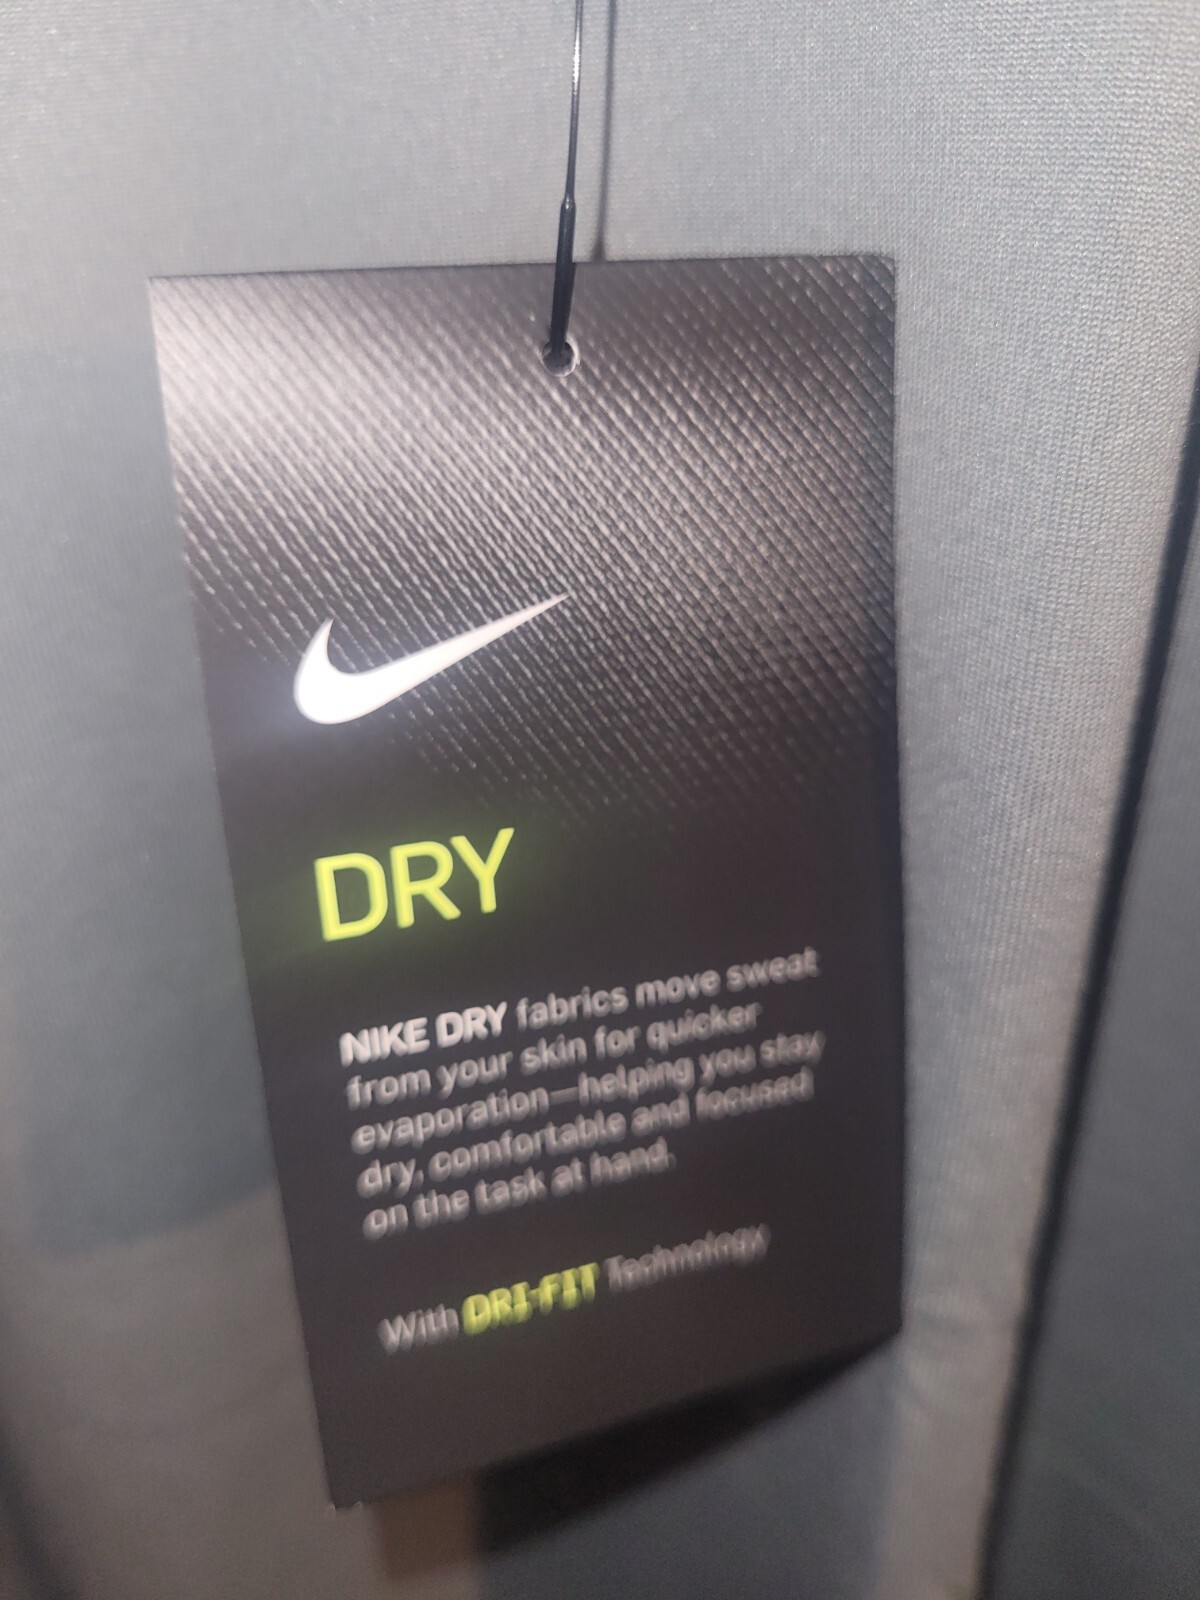 DRY
NIKE DRY fabrics move sweat
from your skin for quicker
evaporation—helping you stay
dry, comfortable and focused
on the task at hand.
With DRI-FIT Technology